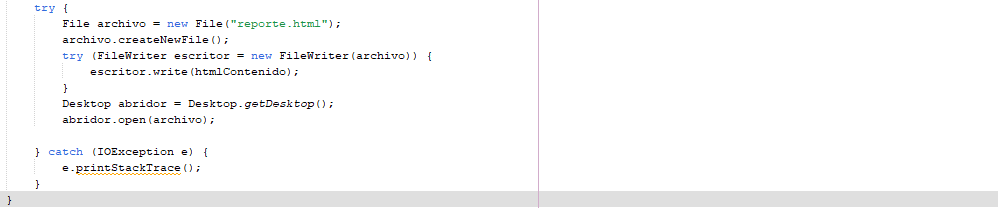 try {
File archivo = new File("reporte.html");
archivo.createNewFile();
try (FileWriter escritor = new FileWriter(archivo)) {
escritor.write(htmlContenido);
}
Desktop abridor = Desktop.getDesktop();
abridor.open(archivo);
} catch (IOException e) {
e.printStackTrace();
}
}